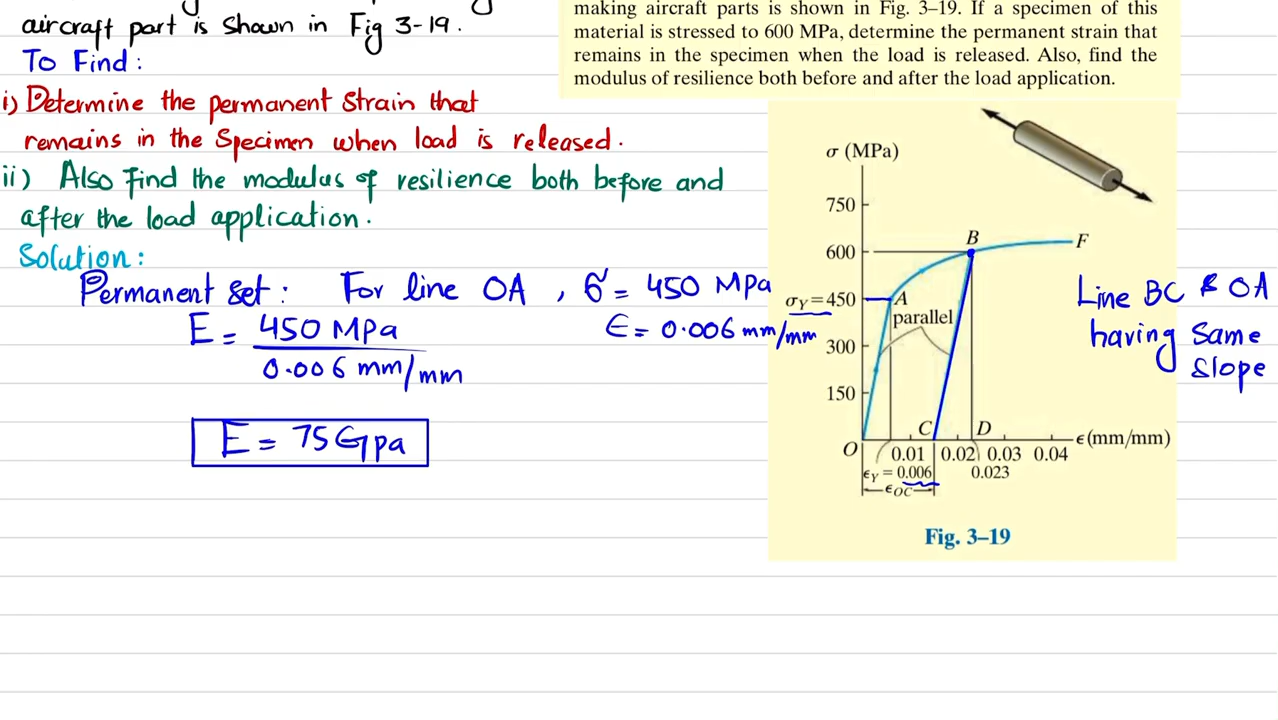 aircraft part is shown in Fig 3-19.
To Find:
i) Determine the permanent strain that
remains in the specimen when load is released.
ii) Also find the modulus of resilience both before and
after the load application.
Solution:
Permanent set: For line OA, σ = 450 MPa
E = 450 MPa
0.006 mm/mm
ϵ = 0.006 mm/mm
E = 75 Gpa
making aircraft parts is shown in Fig. 3–19. If a specimen of this
material is stressed to 600 MPa, determine the permanent strain that
remains in the specimen when the load is released. Also, find the
modulus of resilience both before and after the load application.
σ (MPa)
750
600
B
F
σY = 450
A
parallel
300
150
C
D
O
0.01 0.02 0.03 0.04
ϵ (mm/mm)
ϵY = 0.006
0.023
ϵOC
Fig. 3–19
Line BC & OA
having same
slope